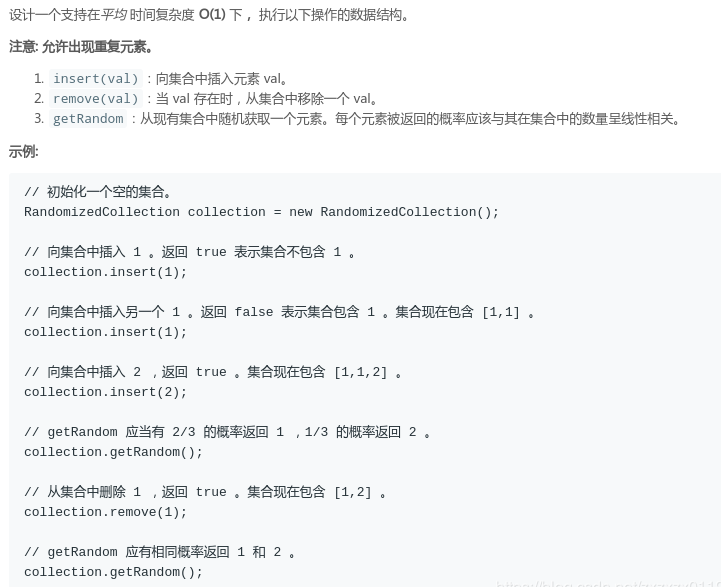 设计一个支持在平均 时间复杂度 O(1) 下 ，执行以下操作的数据结构。
注意: 允许出现重复元素。
1. insert(val) ：向集合中插入元素 val。
2. remove(val) ：当 val 存在时，从集合中移除一个 val。
3. getRandom ：从现有集合中随机获取一个元素。每个元素被返回的概率应该与其在集合中的数量呈线性相关。
示例:
// 初始化一个空的集合。
RandomizedCollection collection = new RandomizedCollection();
// 向集合中插入 1 。返回 true 表示集合不包含 1 。
collection.insert(1);
// 向集合中插入另一个 1 。返回 false 表示集合包含 1 。集合现在包含 [1,1] 。
collection.insert(1);
// 向集合中插入 2 ，返回 true 。集合现在包含 [1,1,2] 。
collection.insert(2);
// getRandom 应当有 2/3 的概率返回 1 ，1/3 的概率返回 2 。
collection.getRandom();
// 从集合中删除 1 ，返回 true 。集合现在包含 [1,2] 。
collection.remove(1);
// getRandom 应有相同概率返回 1 和 2 。
collection.getRandom();